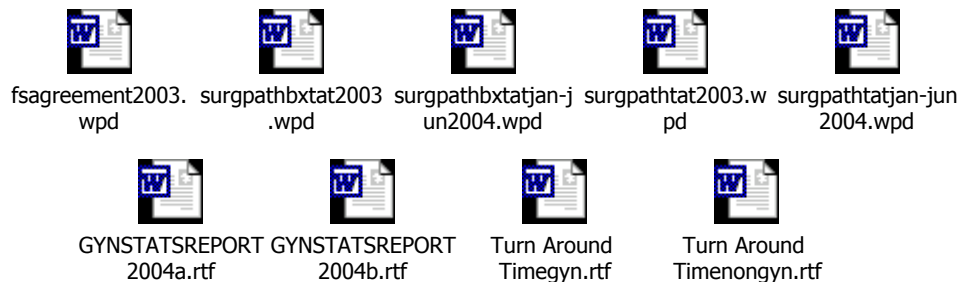 fsagreement2003. surgpathbxtat2003 surgpathbxtatjan-j surgpathtat2003.w surgpathtatjan-jun
wpd .wpd un2004.wpd pd 2004.wpd
GYNSTATSREPORT GYNSTATSREPORT Turn Around Turn Around
2004a.rtf 2004b.rtf Timegyn.rtf Timenongyn.rtf